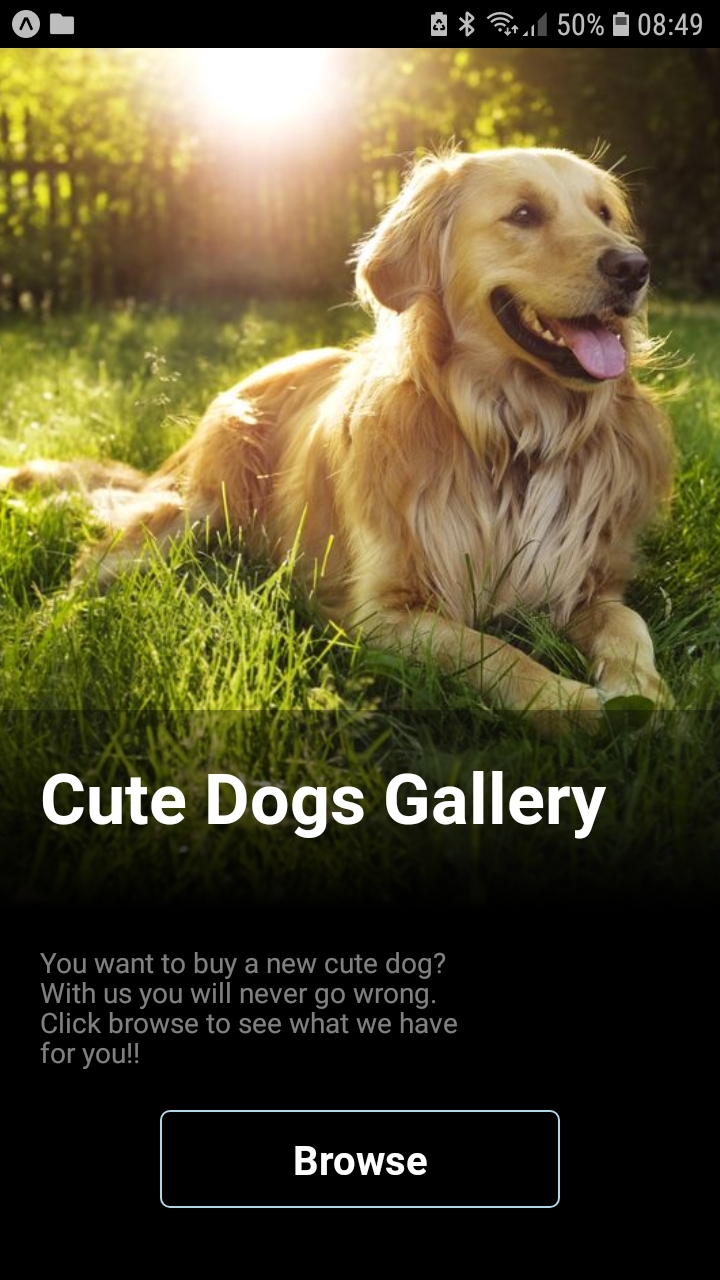 50% 08:49
Cute Dogs Gallery
You want to buy a new cute dog?
With us you will never go wrong.
Click browse to see what we have
for you!!
Browse